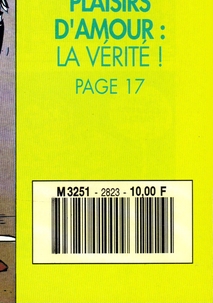 PLAISIRS
D'AMOUR :
LA VÉRITÉ !
PAGE 17
M 3251 - 2823 - 10,00 F